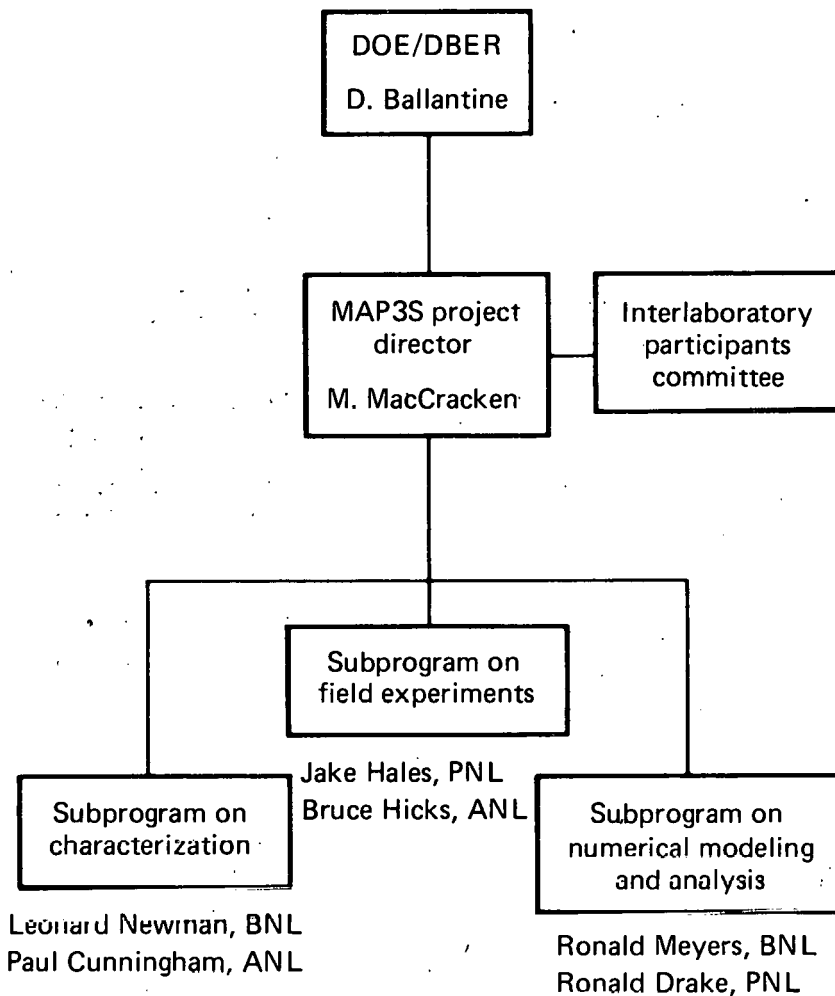 DOE/DBER
D. Ballantine
MAP3S project
director
M. MacCracken
Interlaboratory
participants
committee
Subprogram on
field experiments
Jake Hales, PNL
Bruce Hicks, ANL
Subprogram on
characterization
Leonard Newman, BNL
Paul Cunningham, ANL
Subprogram on
numerical modeling
and analysis
Ronald Meyers, BNL
Ronald Drake, PNL